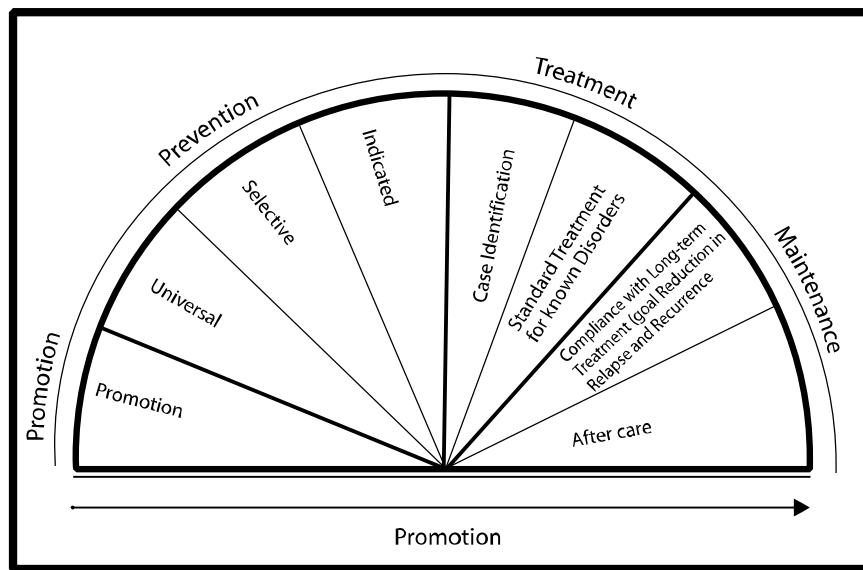 Treatment
Prevention
Maintenance
Promotion
Promotion
Universal
Selective
Indicated
Case Identification
Standard Treatment
for known Disorders
Compliance with Long-term
Treatment (goal Reduction in
Relapse and Recurrence
After care
Promotion